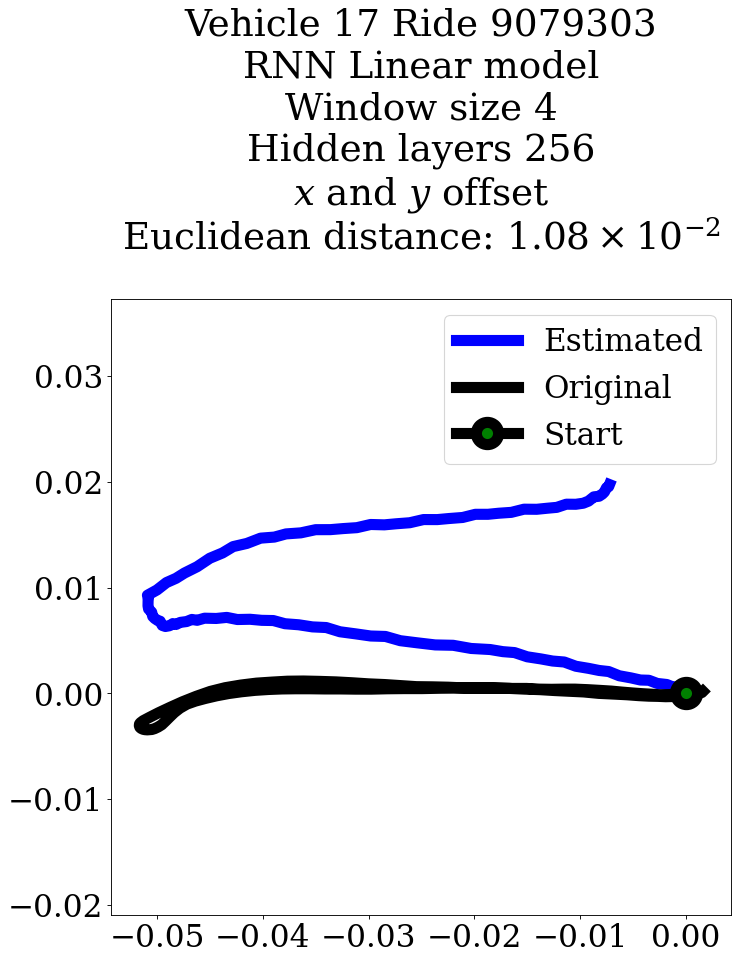 Vehicle 17 Ride 9079303
RNN Linear model
Window size 4
Hidden layers 256
x and y offset
Euclidean distance: 1.08 × 10⁻²
Estimated
Original
Start
0.03
0.02
0.01
0.00
−0.01
−0.02
−0.05 −0.04 −0.03 −0.02 −0.01 0.00